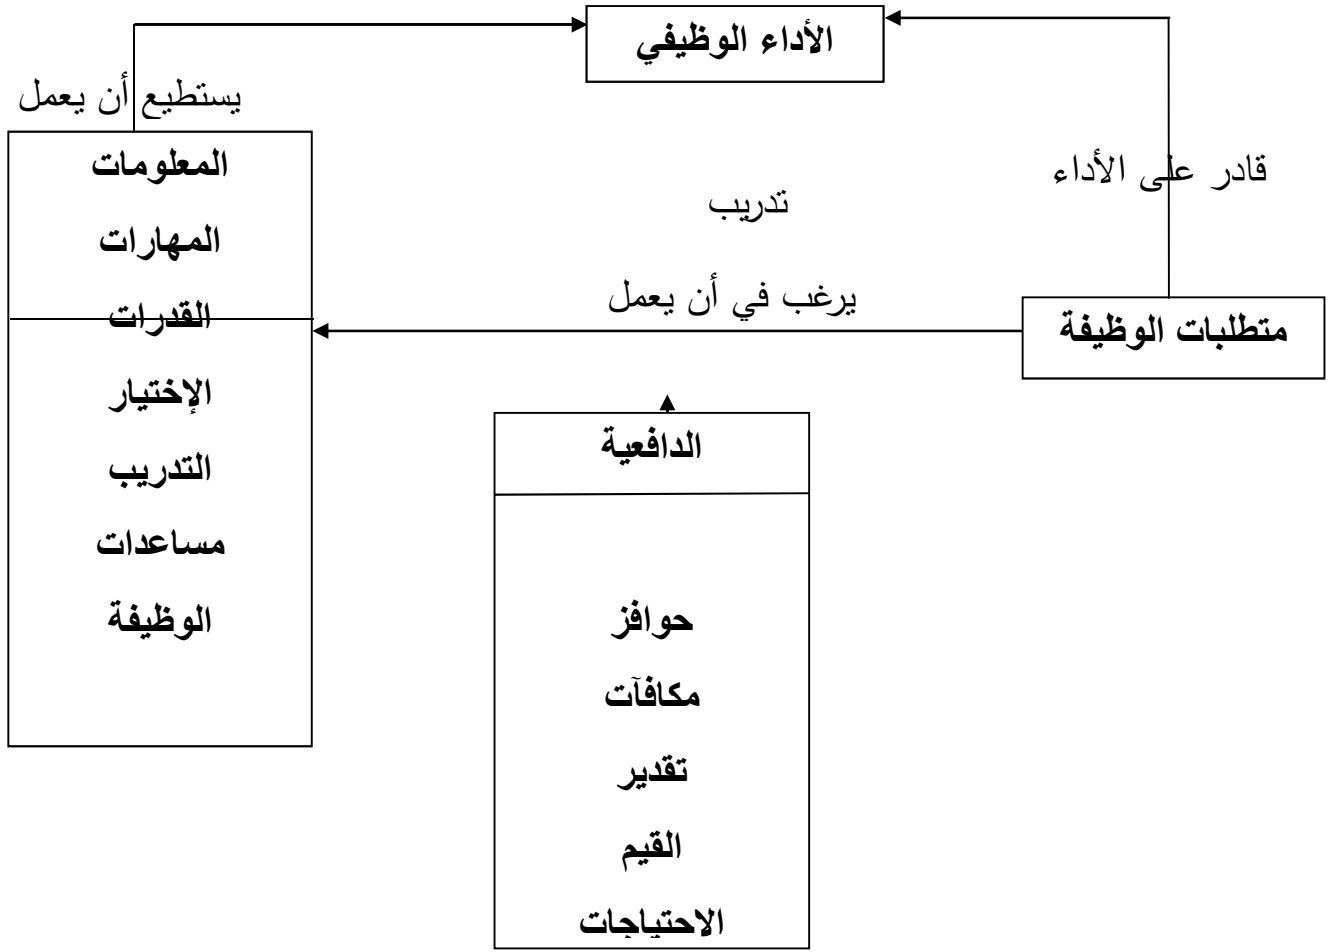 الأداء الوظيفي
يستطيع أن يعمل
قادر على الأداء
تدريب
يرغب في أن يعمل
متطلبات الوظيفة
المعلومات
المهارات
القدرات
الإختيار
التدريب
مساعدات
الوظيفة
الدافعية
حوافز
مكافآت
تقدير
القيم
الاحتياجات